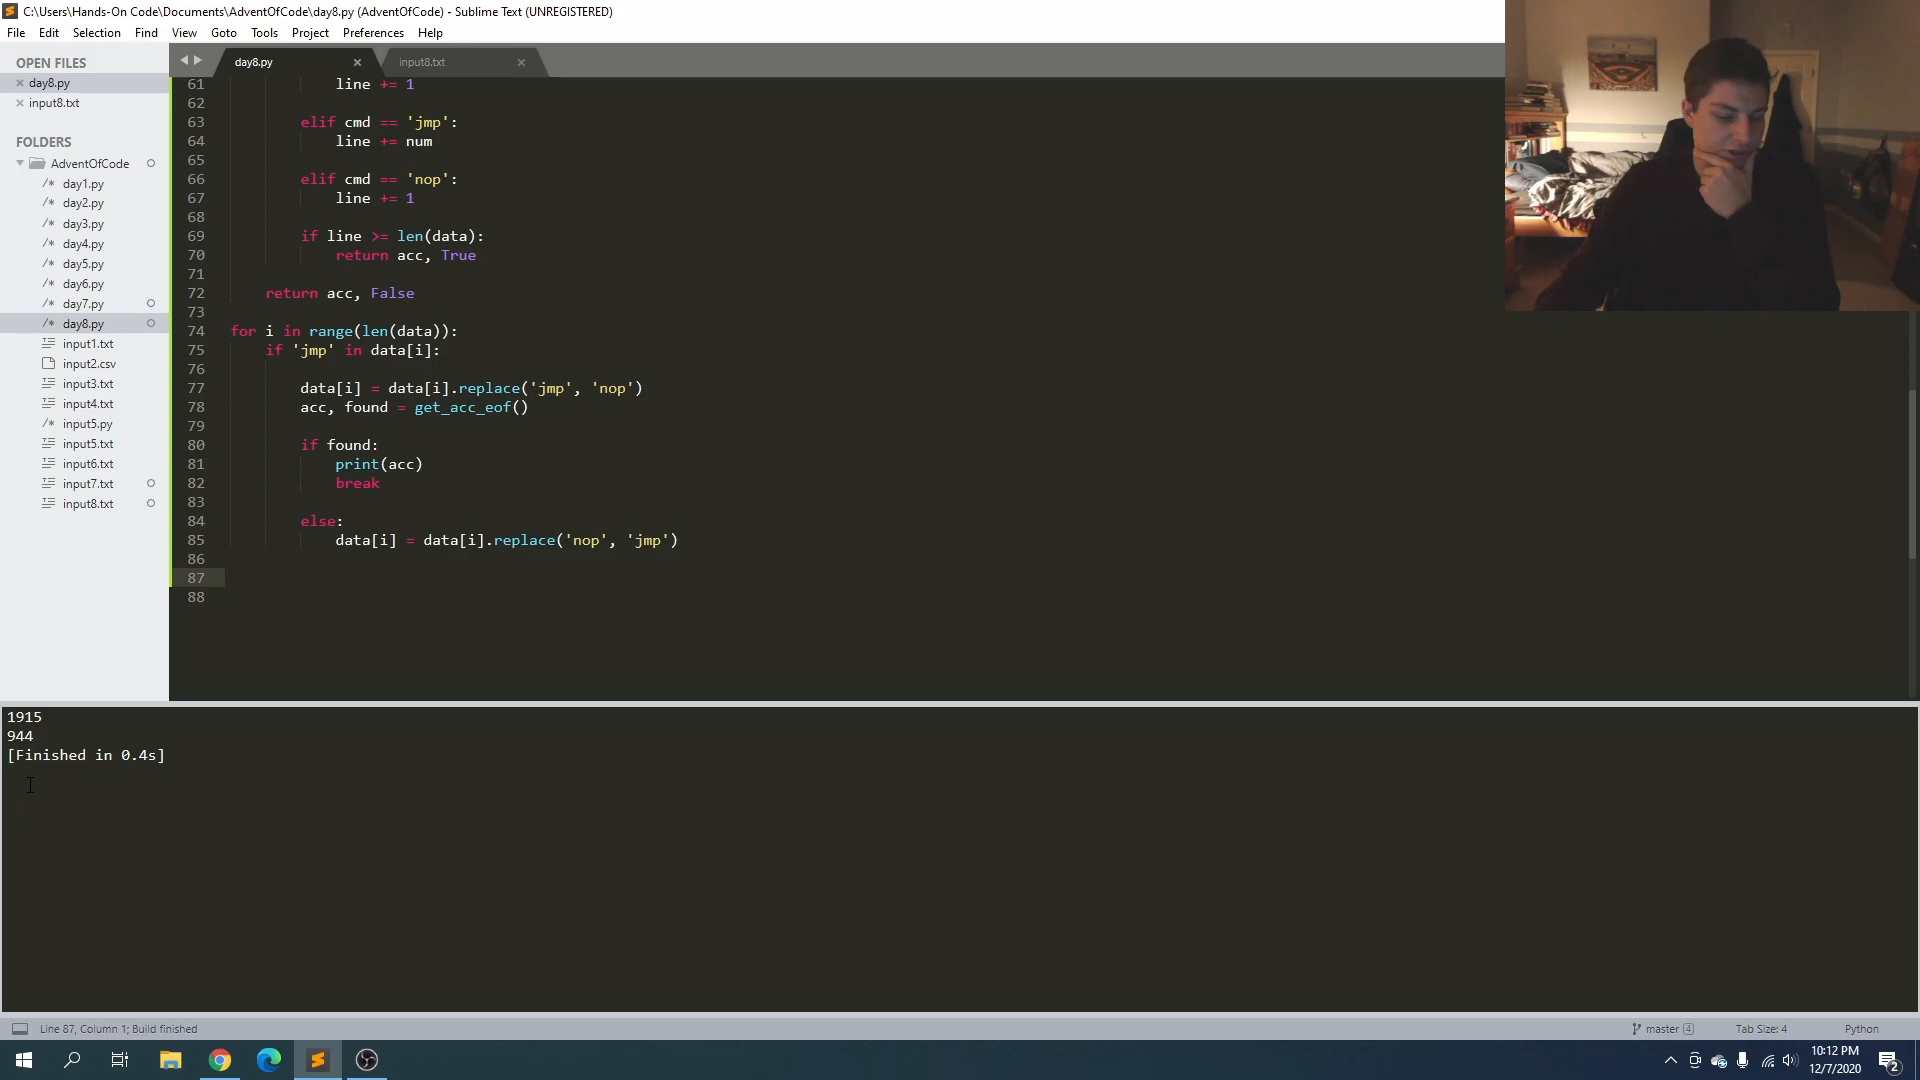 C:\Users\Hands-On Code\Documents\AdventOfCode\day8.py (AdventOfCode) - Sublime Text (UNREGISTERED)
File Edit Selection Find View Goto Tools Project Preferences Help
OPEN FILES
day8.py
input8.txt
FOLDERS
AdventOfCode
day1.py
day2.py
day3.py
day4.py
day5.py
day6.py
day7.py
day8.py
input1.txt
input2.csv
input3.txt
input4.txt
input5.py
input5.txt
input6.txt
input7.txt
input8.txt
day8.py input8.txt
61 line += 1
62
63 elif cmd == 'jmp':
64 line += num
65
66 elif cmd == 'nop':
67 line += 1
68
69 if line >= len(data):
70 return acc, True
71
72 return acc, False
73
74 for i in range(len(data)):
75 if 'jmp' in data[i]:
76
77 data[i] = data[i].replace('jmp', 'nop')
78 acc, found = get_acc_eof()
79
80 if found:
81 print(acc)
82 break
83
84 else:
85 data[i] = data[i].replace('nop', 'jmp')
86
87
88
1915
944
[Finished in 0.4s]
Line 87, Column 1; Build finished
master 4 Tab Size: 4 Python
10:12 PM
12/7/2020
2